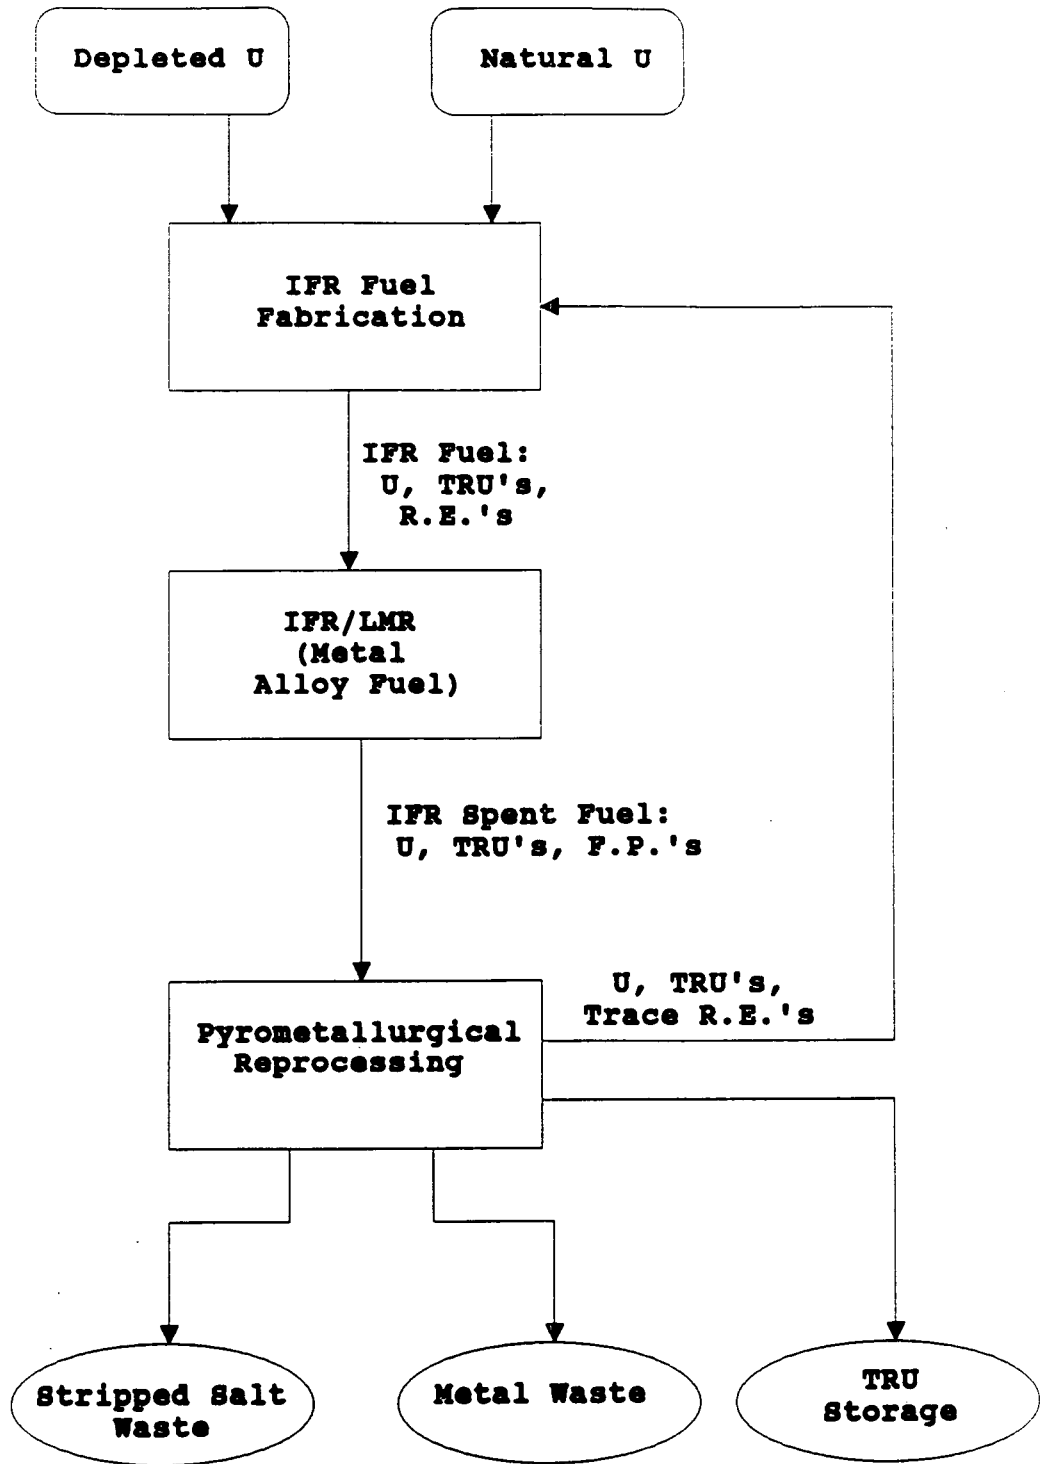 Depleted U
Natural U
IFR Fuel
Fabrication
IFR Fuel:
U, TRU's,
R.E.'s
IFR/LMR
(Metal
Alloy Fuel)
IFR Spent Fuel:
U, TRU's, F.P.'s
U, TRU's,
Trace R.E.'s
Pyrometallurgical
Reprocessing
Stripped Salt
Waste
Metal Waste
TRU
Storage